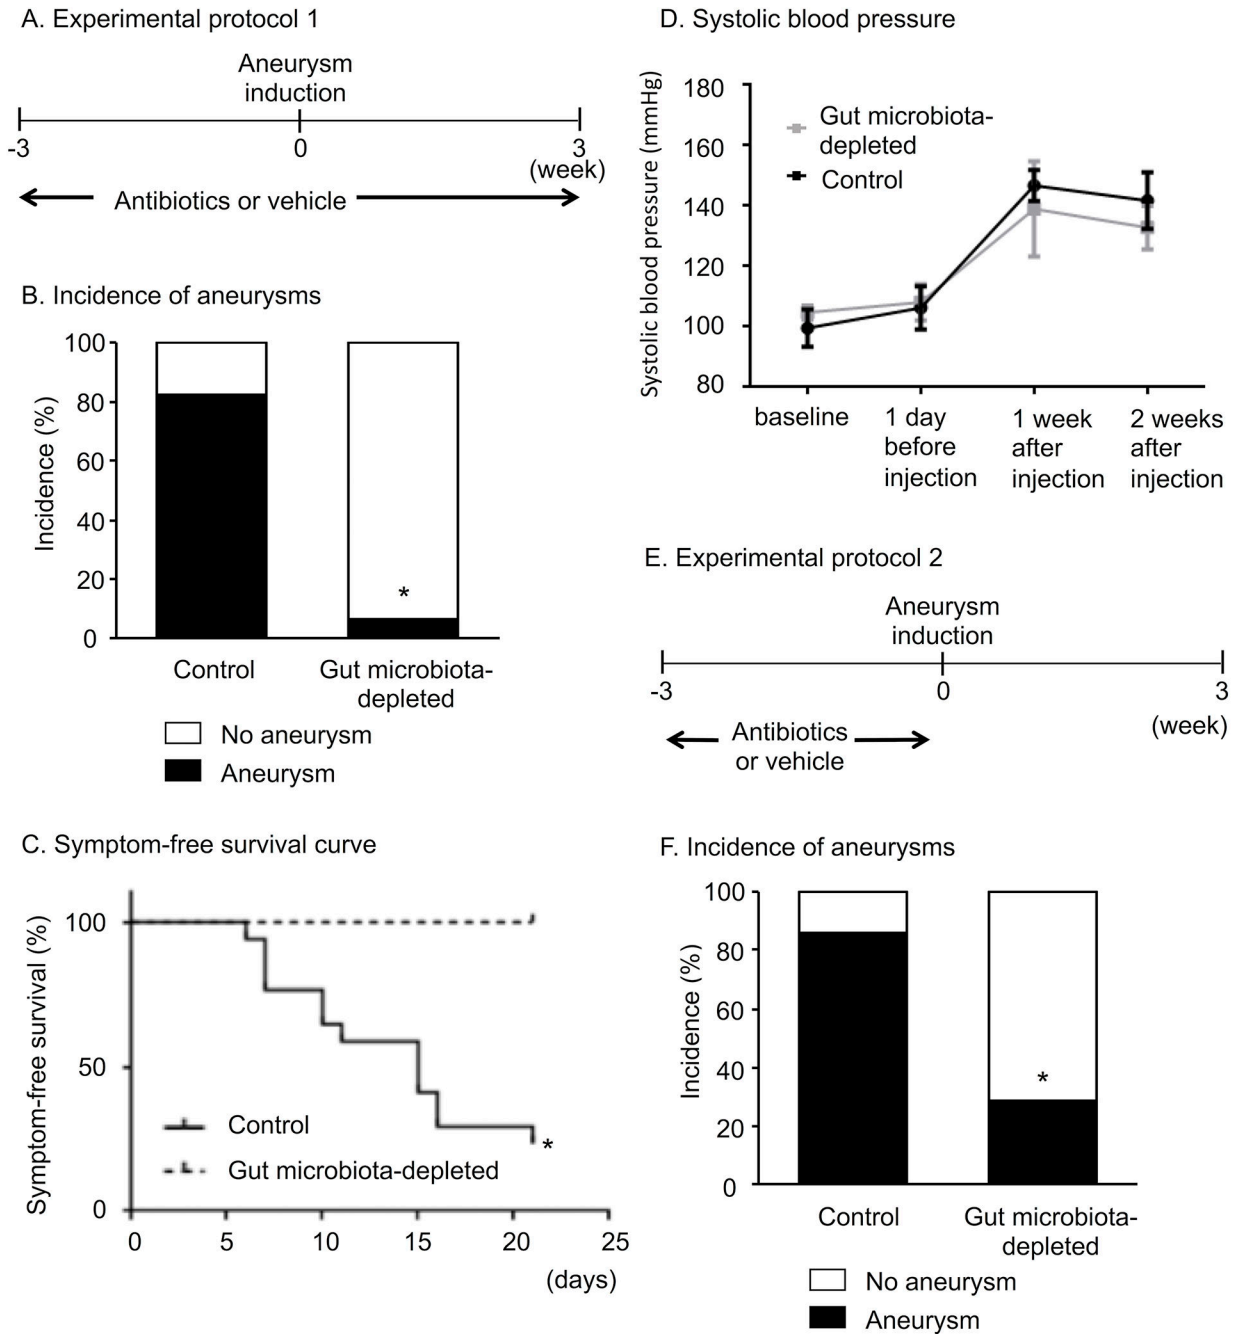 A. Experimental protocol 1
Aneurysm
induction
-3
0
3
(week)
Antibiotics or vehicle
B. Incidence of aneurysms
Incidence (%)
100
80
60
40
20
0
*
Control
Gut microbiota-
depleted
No aneurysm
Aneurysm
C. Symptom-free survival curve
Symptom-free survival (%)
100
50
0
Control
*
Gut microbiota-depleted
0
5
10
15
20
25
(days)
D. Systolic blood pressure
Systolic blood pressure (mmHg)
180
160
140
120
100
80
Gut microbiota-
depleted
Control
baseline
1 day
before
injection
1 week
after
injection
2 weeks
after
injection
E. Experimental protocol 2
Aneurysm
induction
-3
0
3
(week)
Antibiotics
or vehicle
F. Incidence of aneurysms
Incidence (%)
100
80
60
40
20
0
*
Control
Gut microbiota-
depleted
No aneurysm
Aneurysm